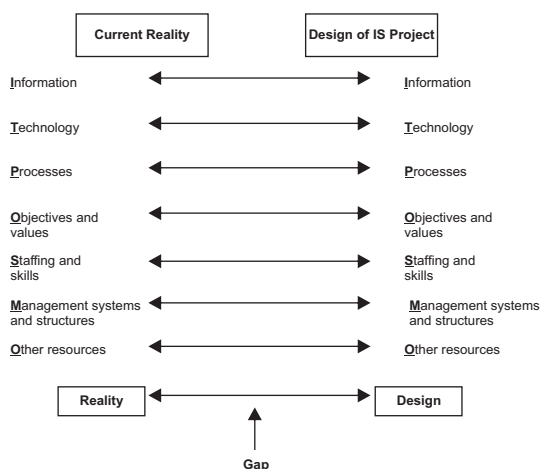 Current Reality
Design of IS Project
Information
Information
Technology
Technology
Processes
Processes
Objectives and
values
Objectives and
values
Staffing and
skills
Staffing and
skills
Management systems
and structures
Management systems
and structures
Other resources
Other resources
Reality
Design
Gap